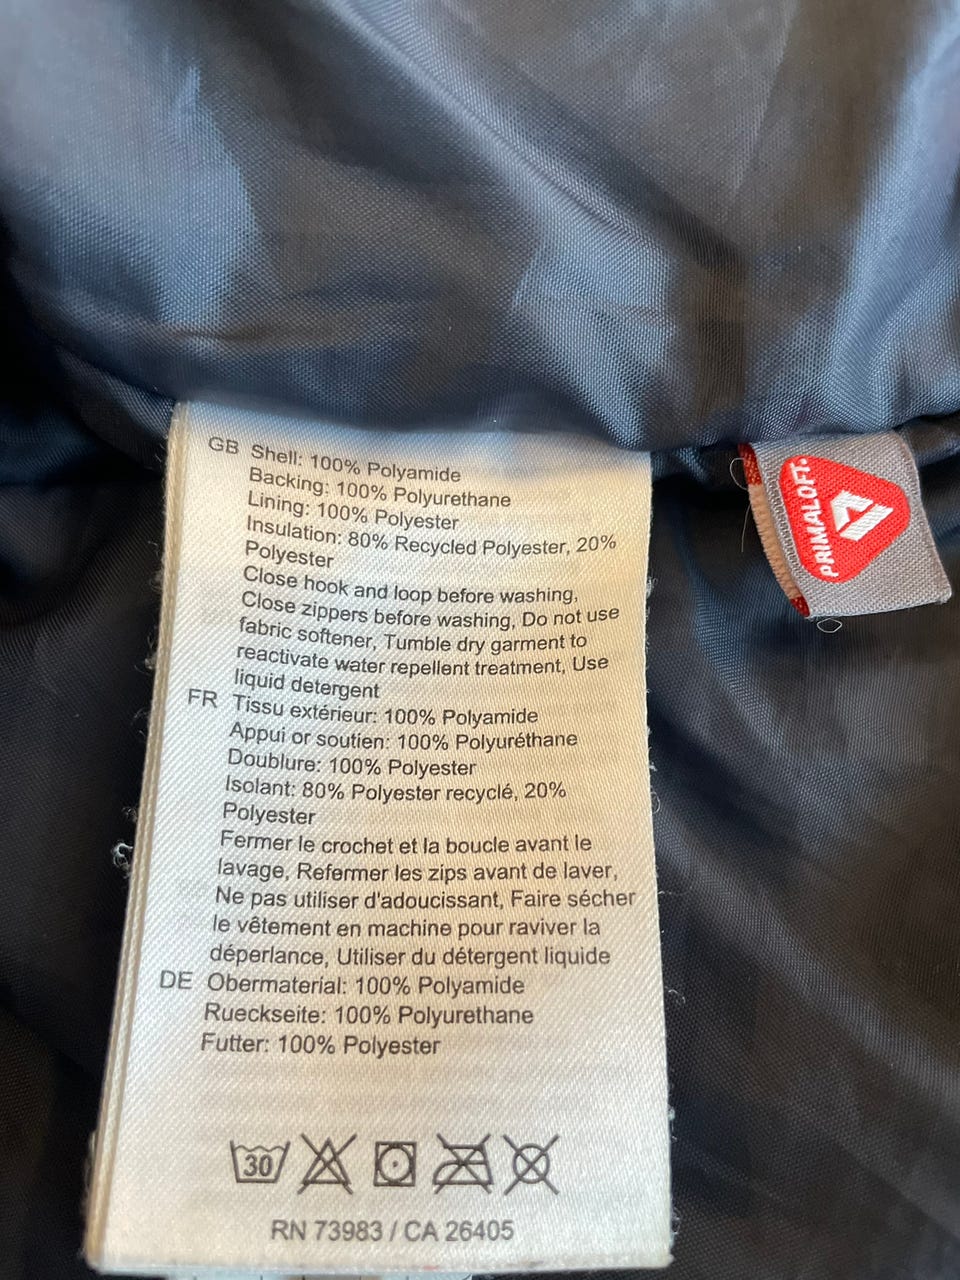 GB Shell: 100% Polyamide
Backing: 100% Polyurethane
Lining: 100% Polyester
Insulation: 80% Recycled Polyester, 20%
Polyester
Close hook and loop before washing,
Close zippers before washing, Do not use
fabric softener, Tumble dry garment to
reactivate water repellent treatment, Use
liquid detergent
FR Tissu extérieur: 100% Polyamide
Appui or soutien: 100% Polyuréthane
Doublure: 100% Polyester
Isolant: 80% Polyester recyclé, 20%
Polyester
Fermer le crochet et la boucle avant le
lavage, Refermer les zips avant de laver,
Ne pas utiliser d'adoucissant, Faire sécher
le vêtement en machine pour raviver la
déperlance, Utiliser du détergent liquide
DE Obermaterial: 100% Polyamide
Rueckseite: 100% Polyurethane
Futter: 100% Polyester
30
RN 73983 / CA 26405
PRIMALOFT